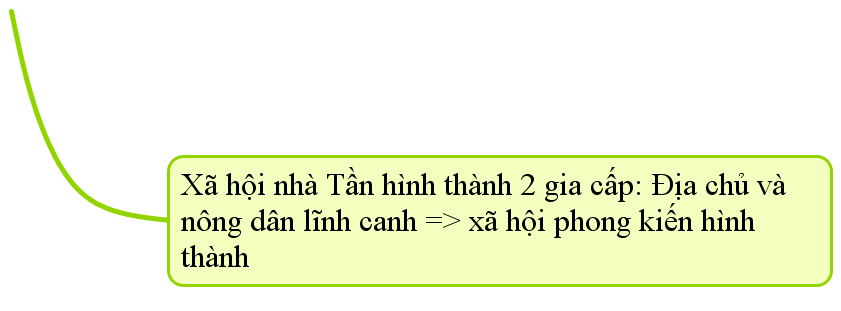 Xã hội nhà Tần hình thành 2 gia cấp: Địa chủ và
nông dân lĩnh canh => xã hội phong kiến hình
thành